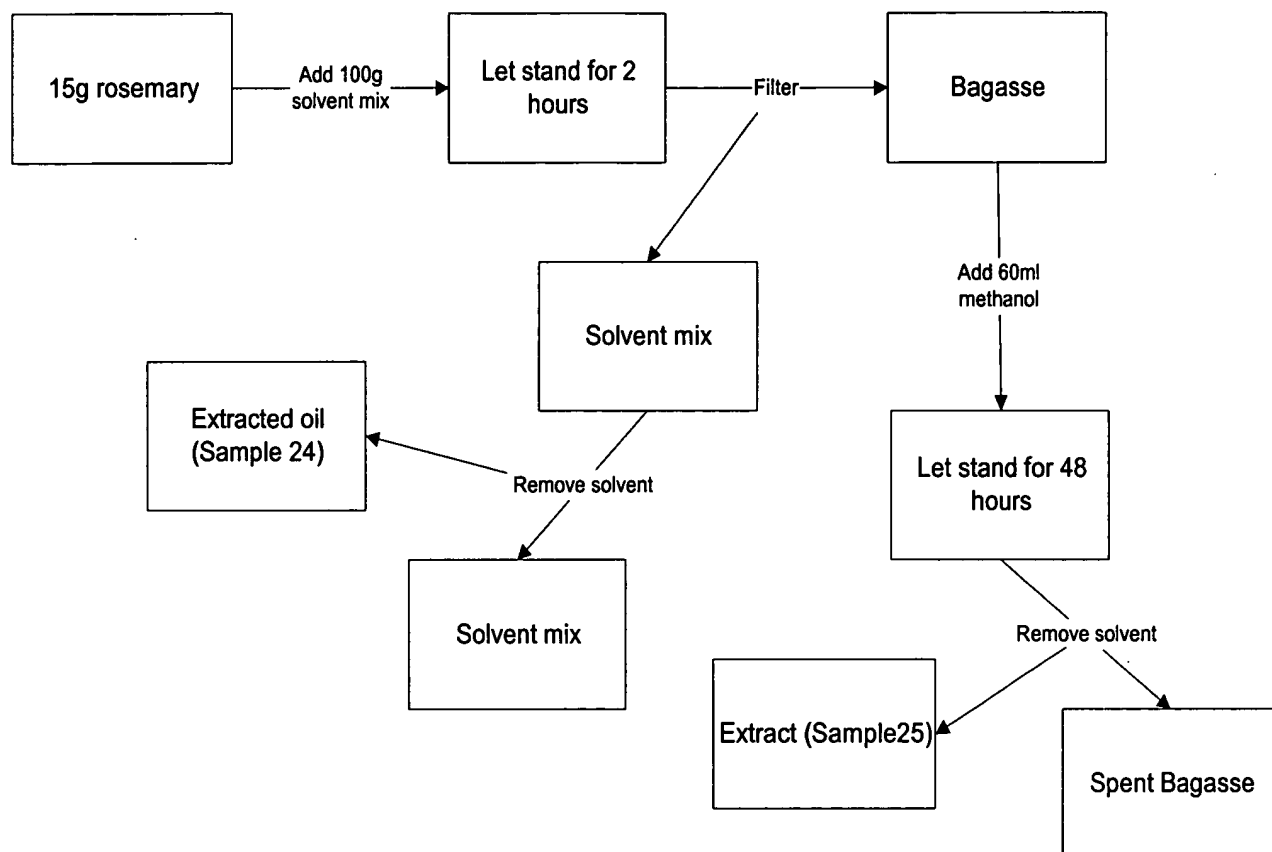 15g rosemary
Add 100g
solvent mix
Let stand for 2
hours
Filter
Bagasse
Solvent mix
Add 60ml
methanol
Extracted oil
(Sample 24)
Remove solvent
Let stand for 48
hours
Solvent mix
Remove solvent
Extract (Sample25)
Spent Bagasse